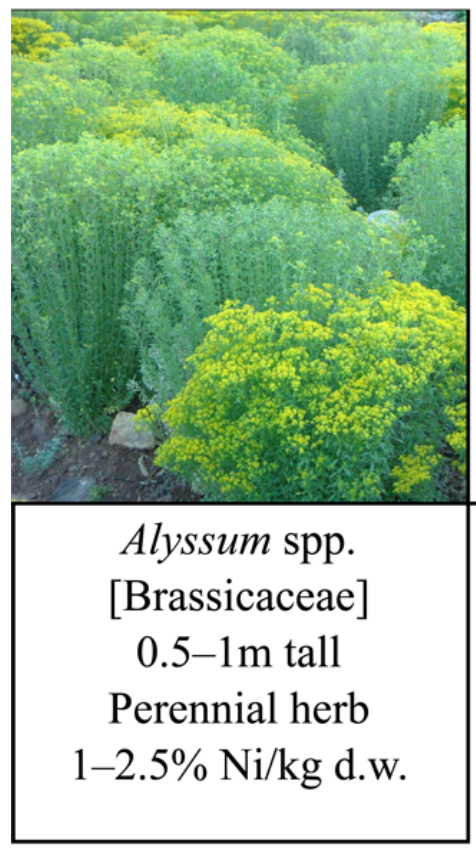 Alyssum spp.
[Brassicaceae]
0.5–1m tall
Perennial herb
1–2.5% Ni/kg d.w.